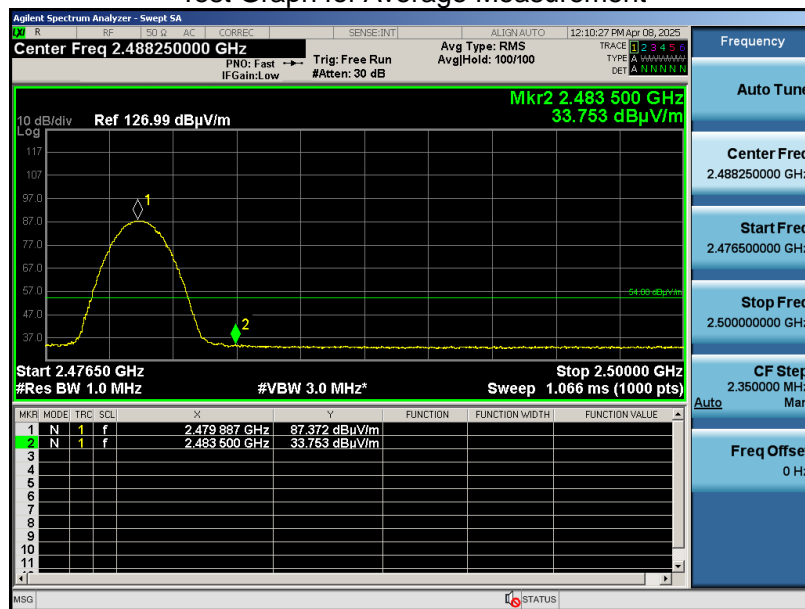 Test Graph for Average Measurement
Agilent Spectrum Analyzer - Swept SA
LXI R RF 50 Ω AC CORREC SENSE:INT ALIGN AUTO 12:10:27 PM Apr 08, 2025
Center Freq 2.488250000 GHz
PNO: Fast
IFGain:Low
Trig: Free Run
#Atten: 30 dB
Avg Type: RMS
Avg|Hold: 100/100
TRACE 1 2 3 4 5 6
TYPE A
DET A N N N N N
Mkr2 2.483 500 GHz
33.753 dBµV/m
10 dB/div
Log
Ref 126.99 dBµV/m
117
107
97.0
87.0
77.0
67.0
57.0
47.0
37.0
1
2
54.00 dBµV/m
Start 2.47650 GHz
Stop 2.50000 GHz
#Res BW 1.0 MHz
#VBW 3.0 MHz*
Sweep 1.066 ms (1000 pts)
MKR MODE TRC SCL X Y FUNCTION FUNCTION WIDTH FUNCTION VALUE
1 N 1 f 2.479 887 GHz 87.372 dBµV/m
2 N 1 f 2.483 500 GHz 33.753 dBµV/m
3
4
5
6
7
8
9
10
11
MSG
STATUS
Frequency
Auto Tune
Center Freq
2.488250000 GHz
Start Freq
2.476500000 GHz
Stop Freq
2.500000000 GHz
CF Step
2.350000 MHz
Auto Man
Freq Offset
0 Hz